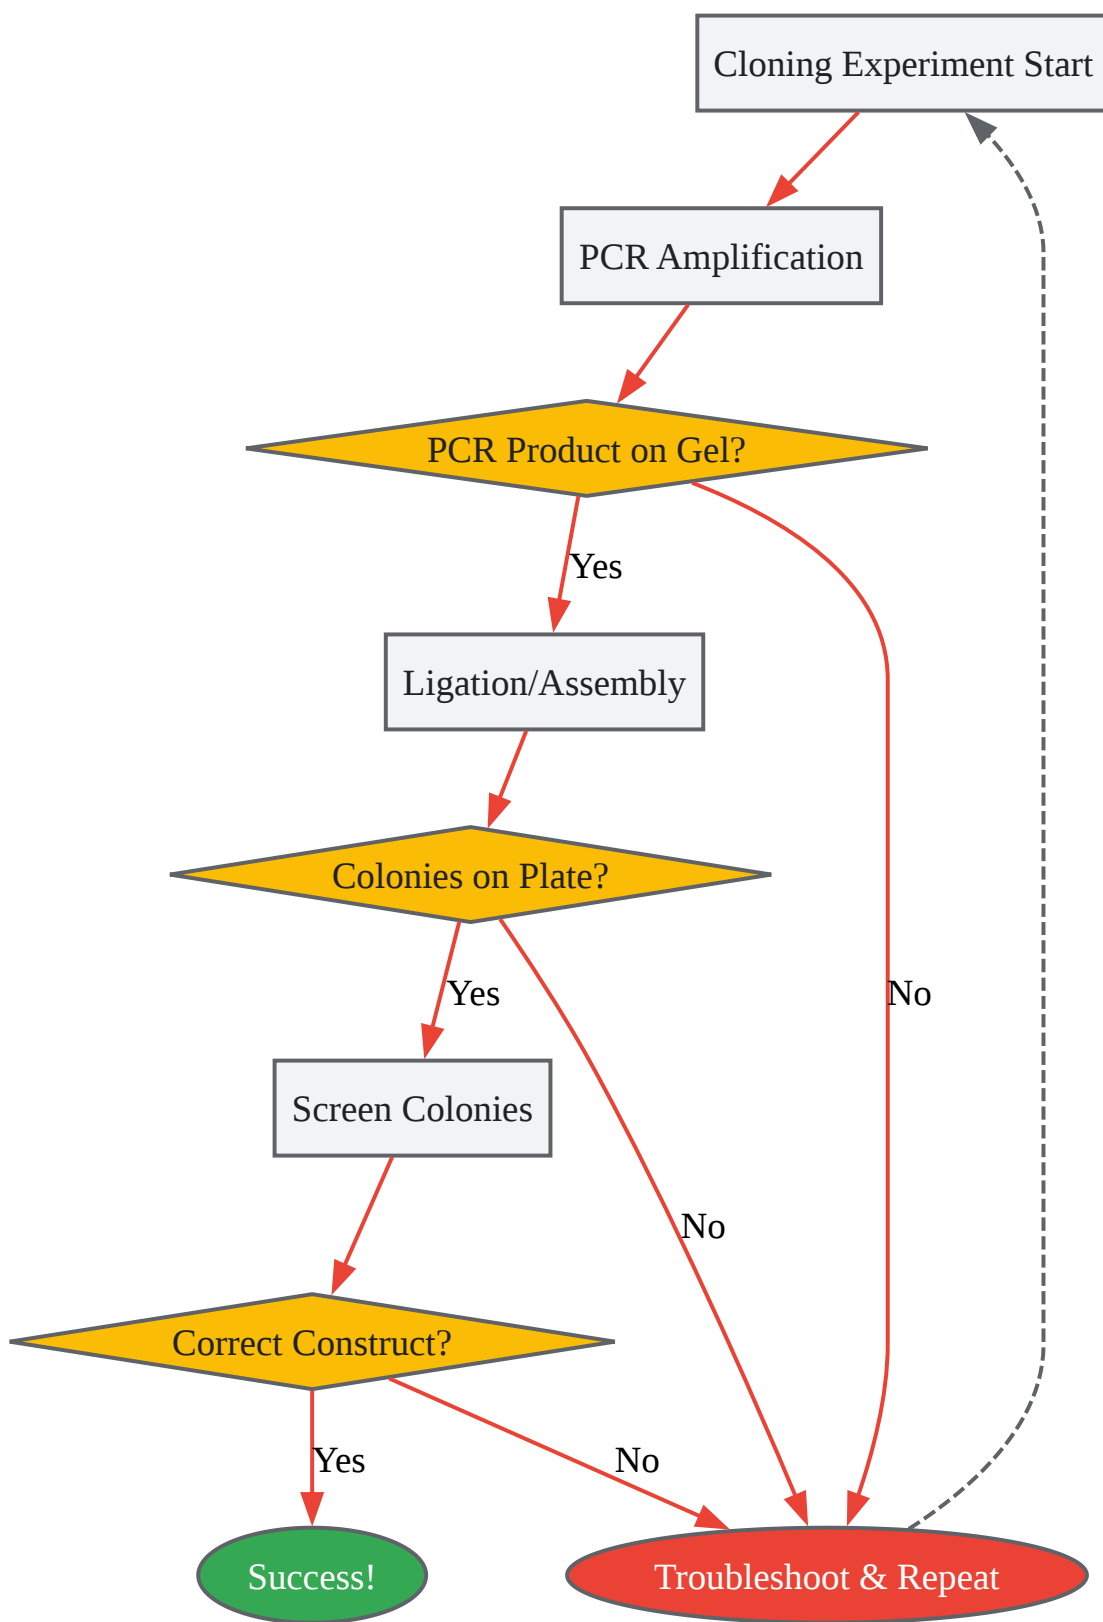 Cloning Experiment Start
PCR Amplification
PCR Product on Gel?
Yes
Ligation/Assembly
Colonies on Plate?
Yes
No
Screen Colonies
No
Correct Construct?
Yes
No
Success!
Troubleshoot & Repeat